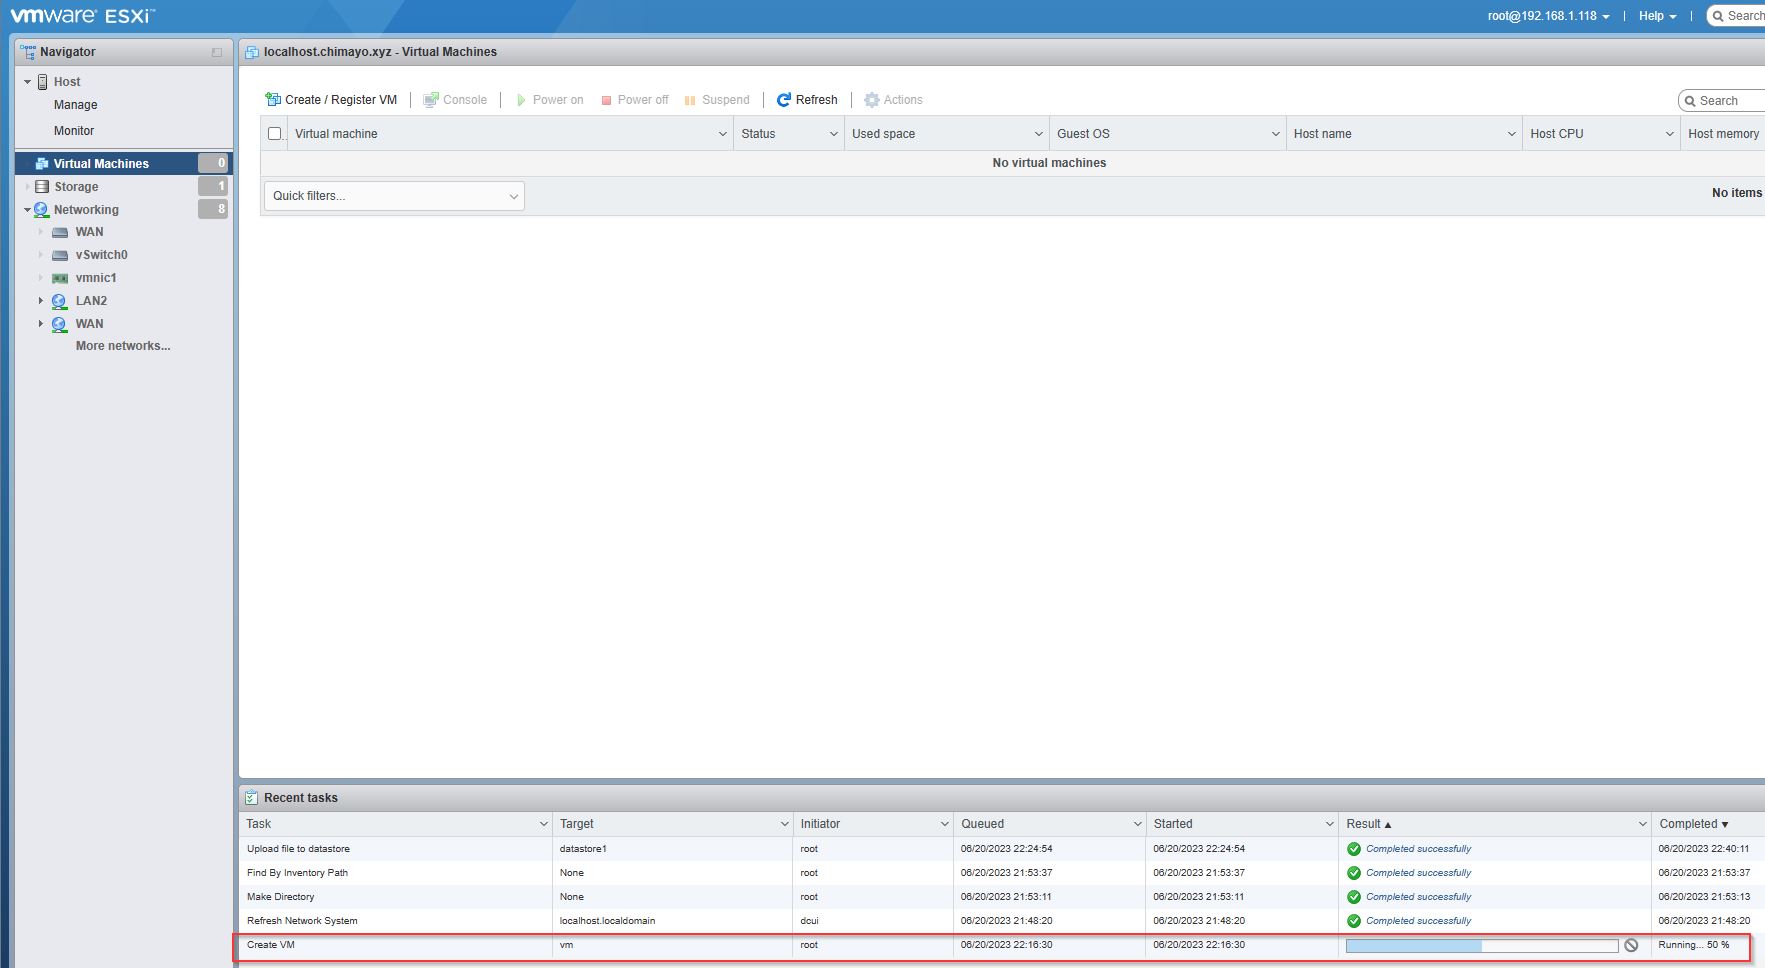 vmware ESXi™
root@192.168.1.118 | Help | Search
Navigator
Host
Manage
Monitor
Virtual Machines 0
Storage 1
Networking 8
WAN
vSwitch0
vmnic1
LAN2
WAN
More networks...
localhost.chimayo.xyz - Virtual Machines
Create / Register VM | Console | Power on Power off Suspend | Refresh | Actions Search
Virtual machine Status Used space Guest OS Host name Host CPU Host memory
No virtual machines
Quick filters... No items
Recent tasks
Task Target Initiator Queued Started Result Completed
Upload file to datastore datastore1 root 06/20/2023 22:24:54 06/20/2023 22:24:54 Completed successfully 06/20/2023 22:40:11
Find By Inventory Path None root 06/20/2023 21:53:37 06/20/2023 21:53:37 Completed successfully 06/20/2023 21:53:37
Make Directory None root 06/20/2023 21:53:11 06/20/2023 21:53:11 Completed successfully 06/20/2023 21:53:13
Refresh Network System localhost.localdomain dcui 06/20/2023 21:48:20 06/20/2023 21:48:20 Completed successfully 06/20/2023 21:48:20
Create VM vm root 06/20/2023 22:16:30 06/20/2023 22:16:30 Running... 50 %